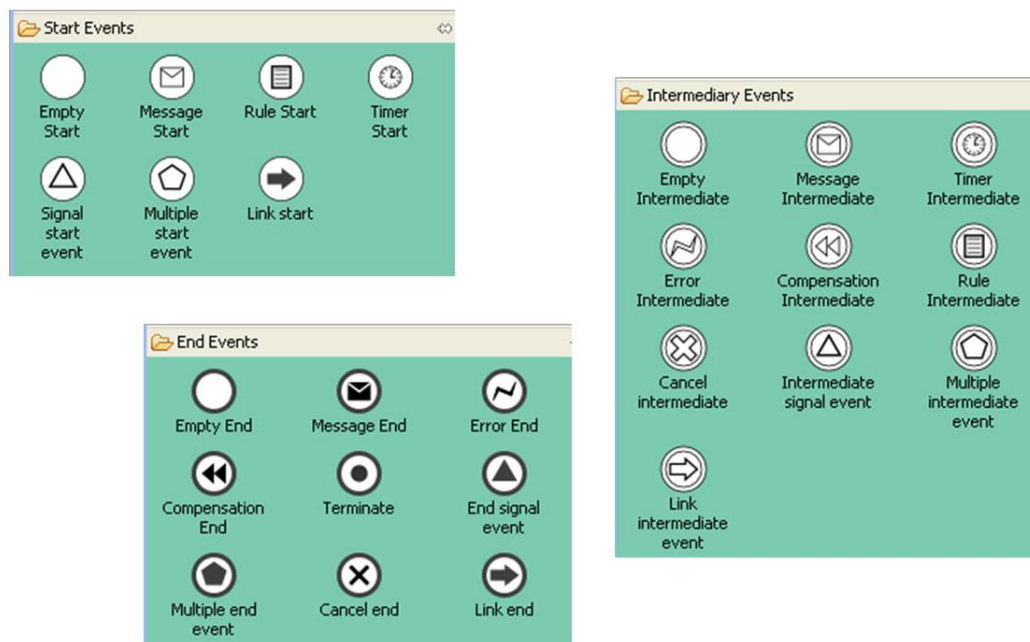 Start Events
Empty
Start
Message
Start
Rule Start
Timer
Start
Signal
start
event
Multiple
start
event
Link start
Intermediary Events
Empty
Intermediate
Message
Intermediate
Timer
Intermediate
Error
Intermediate
Compensation
Intermediate
Rule
Intermediate
Cancel
intermediate
Intermediate
signal event
Multiple
intermediate
event
Link
intermediate
event
End Events
Empty End
Message End
Error End
Compensation
End
Terminate
End signal
event
Multiple end
event
Cancel end
Link end